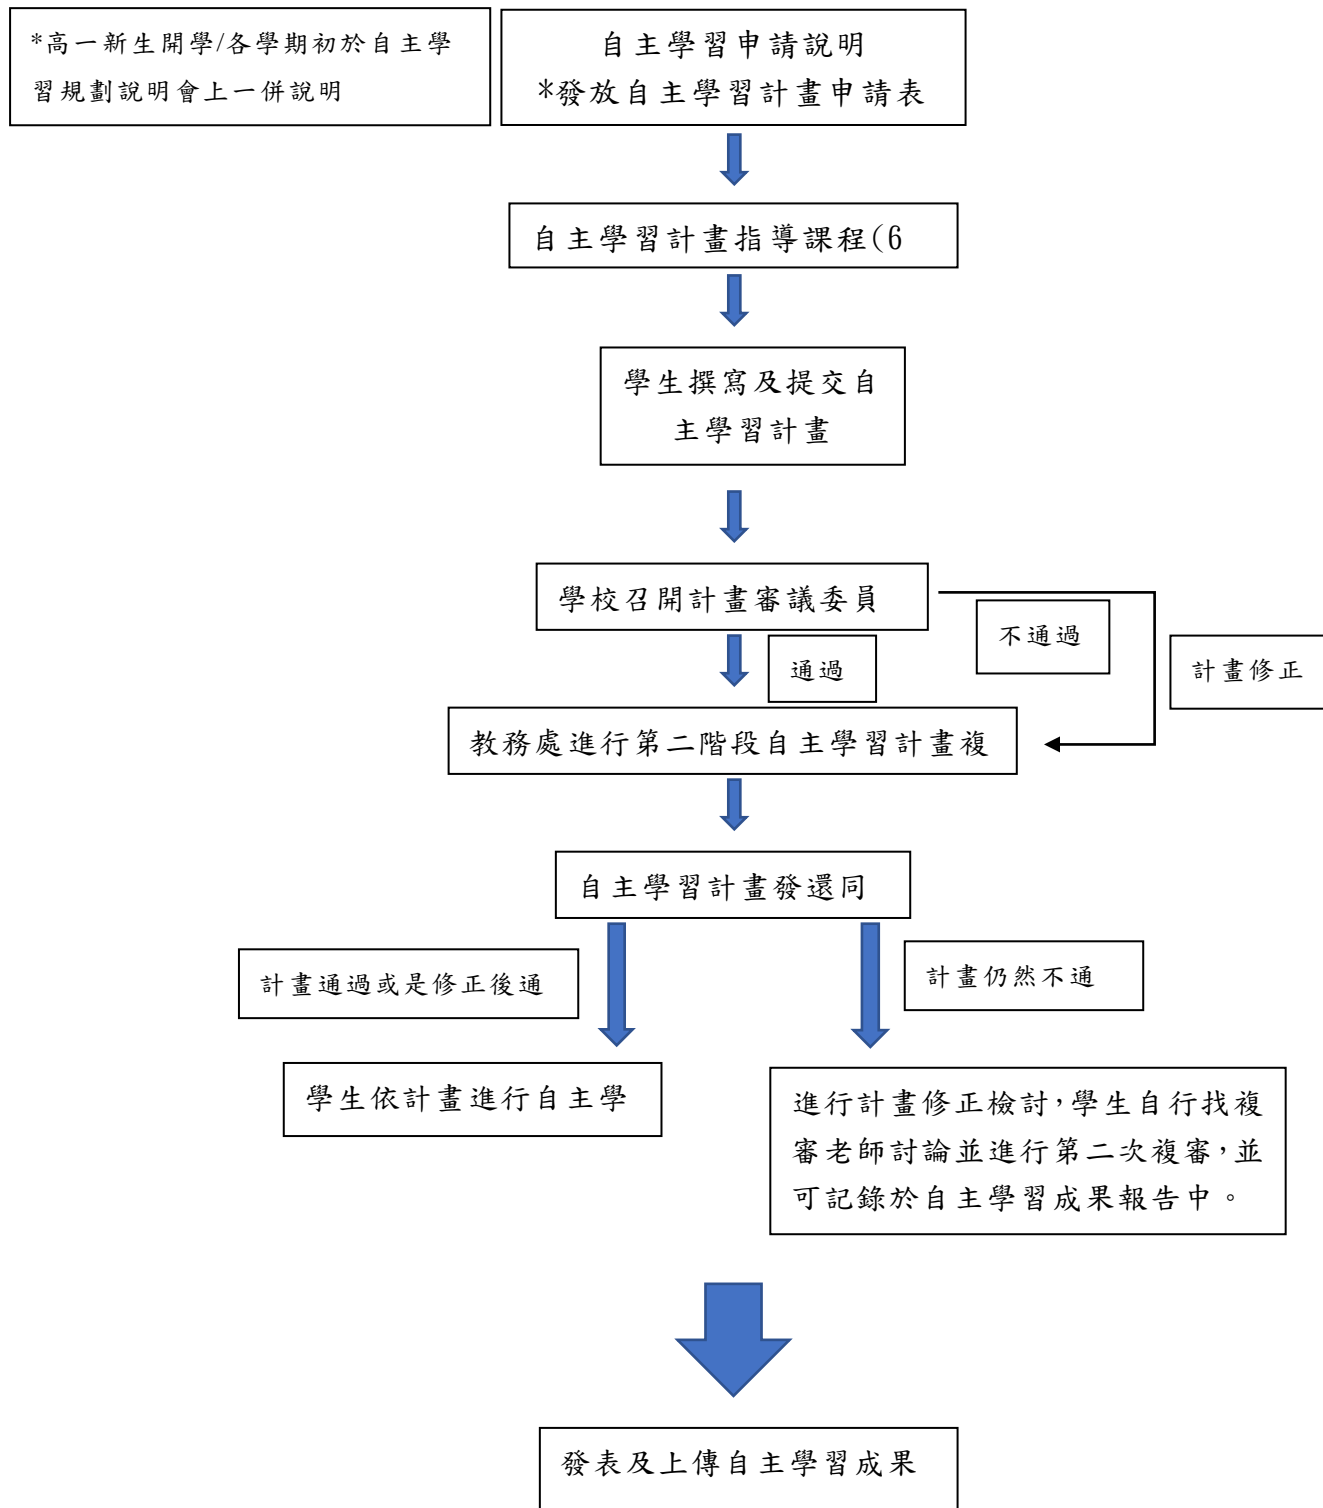 *高一新生開學/各學期初於自主學
習規劃說明會上一併說明
自主學習申請說明
*發放自主學習計畫申請表
自主學習計畫指導課程(6
學生撰寫及提交自
主學習計畫
學校召開計畫審議委員
不通過
通過
計畫修正
教務處進行第二階段自主學習計畫複
自主學習計畫發還同
計畫通過或是修正後通
計畫仍然不通
學生依計畫進行自主學
進行計畫修正檢討，學生自行找複
審老師討論並進行第二次複審，並
可記錄於自主學習成果報告中。
發表及上傳自主學習成果